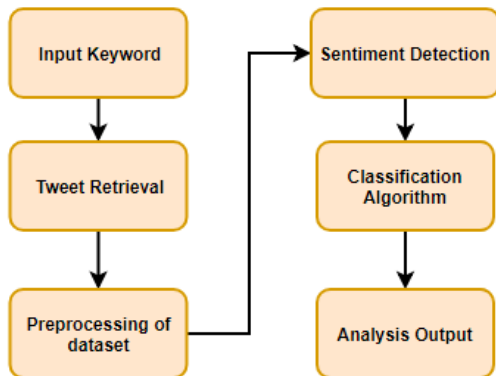 Input Keyword
Tweet Retrieval
Preprocessing of
dataset
Sentiment Detection
Classification
Algorithm
Analysis Output